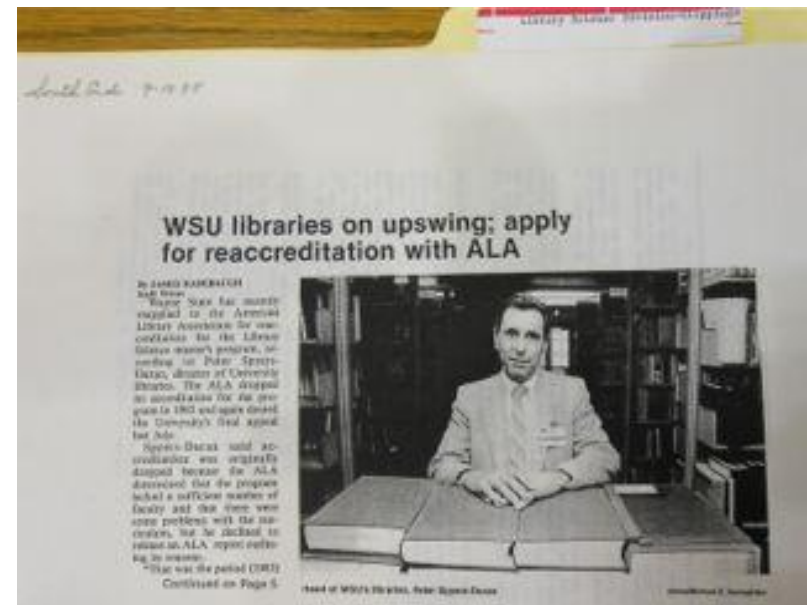 South End
WSU libraries on upswing; apply
for reaccreditation with ALA
By JAMES
Staff Writer
Wayne State has recently
reapplied to the American
Library Association for reac-
creditation for the Library
Science master's program, ac-
cording to Peter Spyers-
Duran, director of University
libraries. The ALA dropped
its accreditation for the pro-
gram in and again denied
the University's final appeal
last July.
Spyers-Duran said ac-
creditation was originally
dropped because the ALA
determined that the program
lacked a sufficient number of
faculty and that there were
some problems with the cur-
riculum, but he declined to
release an ALA report outlin-
ing its reasons.
"That was the period
Continued on Page 5
Head of WSU's libraries, Peter Spyers-Duran